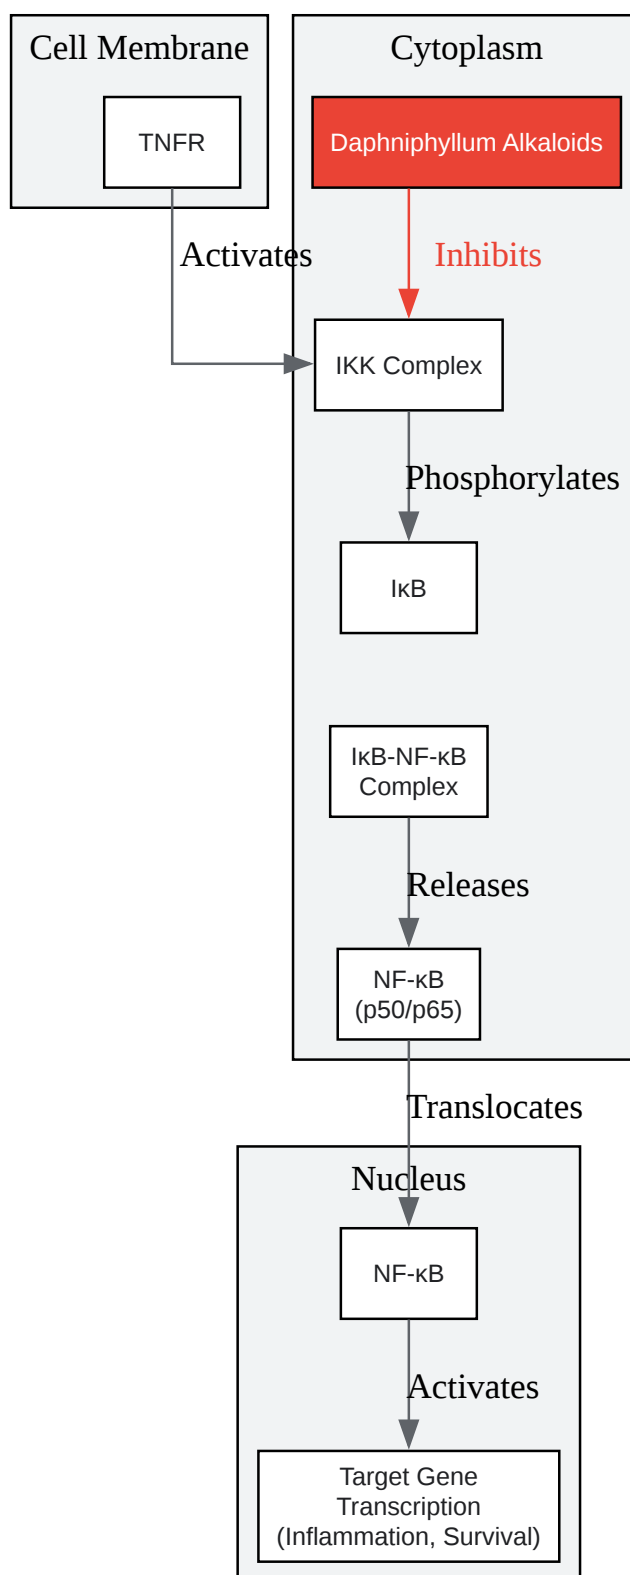 Cell Membrane
Cytoplasm
TNFR
Daphniphyllum Alkaloids
Activates
Inhibits
IKK Complex
Phosphorylates
IκB
IκB-NF-κB
Complex
Releases
NF-κB
(p50/p65)
Translocates
Nucleus
NF-κB
Activates
Target Gene
Transcription
(Inflammation, Survival)